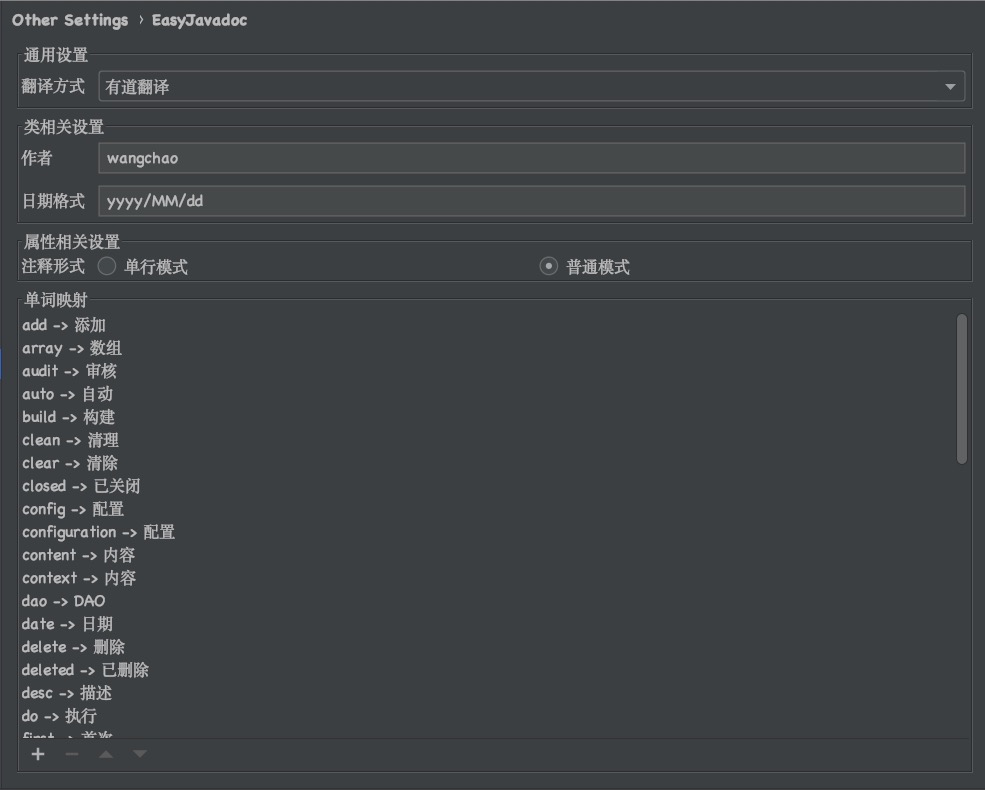 Other Settings › EasyJavadoc
通用设置
翻译方式 有道翻译
类相关设置
作者 wangchao
日期格式 yyyy/MM/dd
属性相关设置
注释形式 单行模式 普通模式
单词映射
add -> 添加
array -> 数组
audit -> 审核
auto -> 自动
build -> 构建
clean -> 清理
clear -> 清除
closed -> 已关闭
config -> 配置
configuration -> 配置
content -> 内容
context -> 内容
dao -> DAO
date -> 日期
delete -> 删除
deleted -> 已删除
desc -> 描述
do -> 执行
first -> 首次